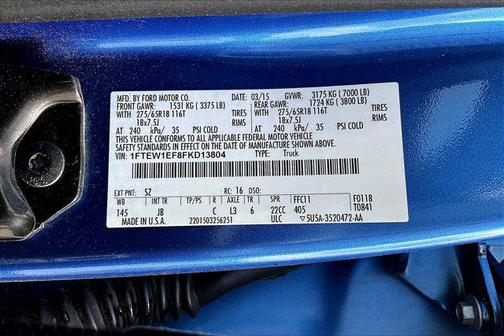 MFD. BY FORD MOTOR CO.
DATE: 03/15 GVWR: 3175 KG ( 7000 LB)
FRONT GAWR: 1531 KG ( 3375 LB) REAR GAWR: 1724 KG ( 3800 LB)
WITH 275/65R18 116T TIRES WITH 275/65R18 116T TIRES
18x7.5J RIMS 18x7.5J RIMS
AT 240 kPa/ 35 PSI COLD AT 240 kPa/ 35 PSI COLD
THIS VEHICLE CONFORMS TO ALL APPLICABLE FEDERAL MOTOR
VEHICLE SAFETY STANDARDS IN EFFECT ON THE DATE OF MANUFACTURE SHOWN ABOVE.
VIN: 1FTEW1EF8FKD13804
TYPE: Truck
EXT PNT: SZ RC: 16 DSO:
WB INT TR TP/PS R AXLE TR SPR FFC11 F0118
145 JB C L3 6 22CC 405 T0841
MADE IN U.S.A. 2201503256251 ULC 5U5A-3520472-AA